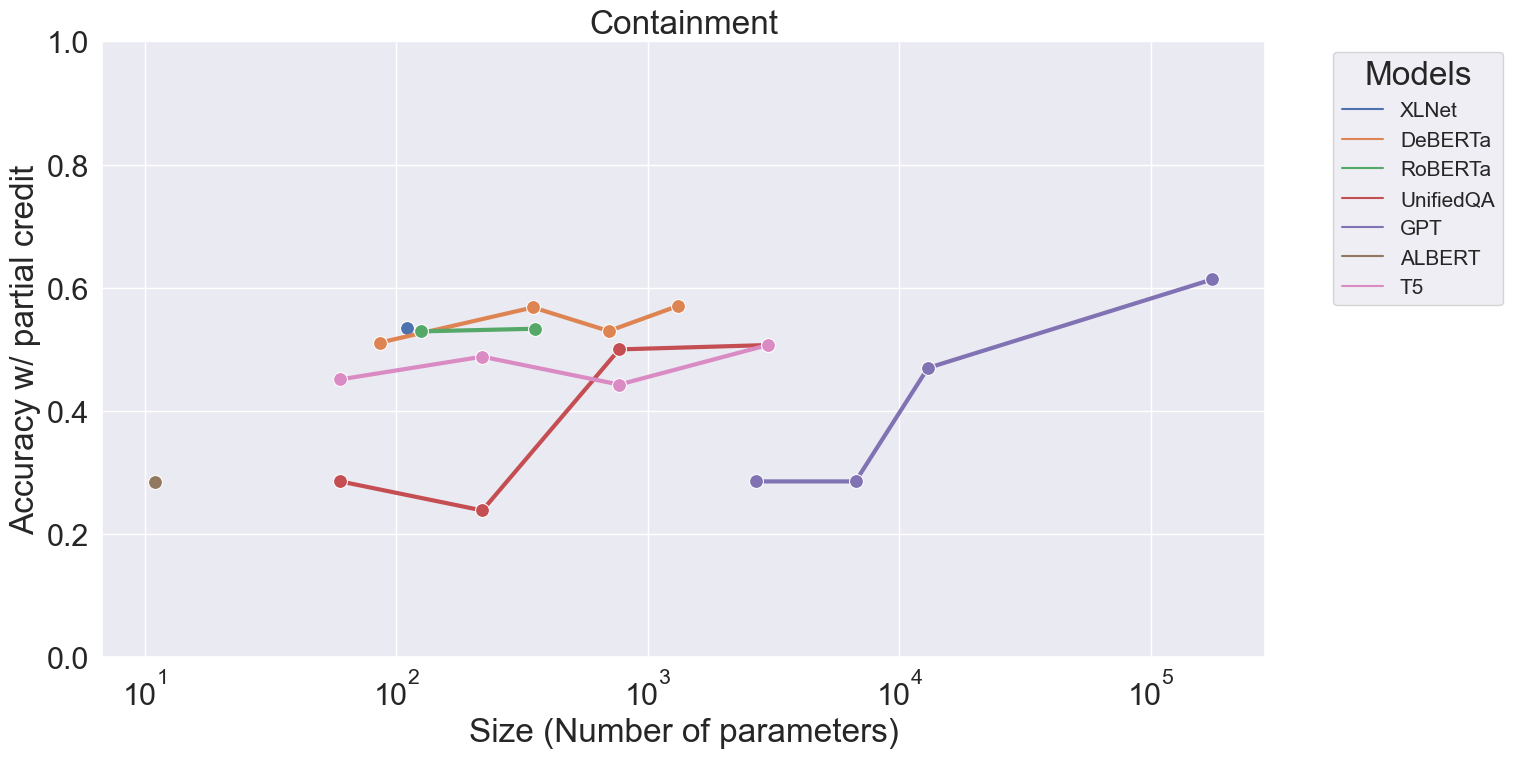 Containment
1.0
0.8
0.6
0.4
0.2
0.0
Accuracy w/ partial credit
10^1 10^2 10^3 10^4 10^5
Size (Number of parameters)
Models
XLNet
DeBERTa
RoBERTa
UnifiedQA
GPT
ALBERT
T5